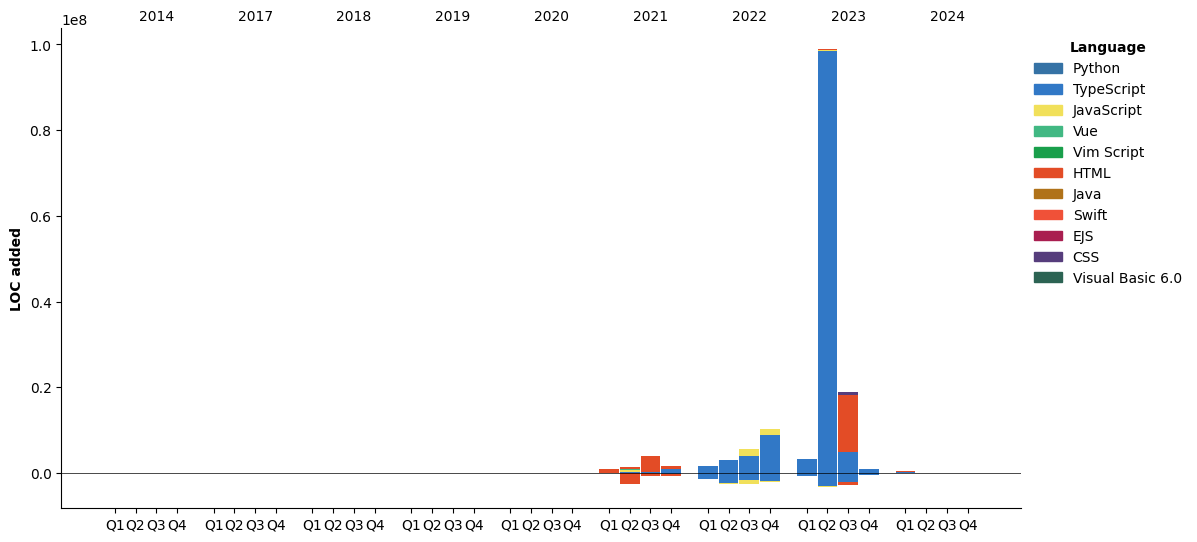 2014 2017 2018 2019 2020 2021 2022 2023 2024
1e8
1.0
0.8
0.6
0.4
0.2
0.0
LOC added
Q1 Q2 Q3 Q4 Q1 Q2 Q3 Q4 Q1 Q2 Q3 Q4 Q1 Q2 Q3 Q4 Q1 Q2 Q3 Q4 Q1 Q2 Q3 Q4 Q1 Q2 Q3 Q4 Q1 Q2 Q3 Q4 Q1 Q2 Q3 Q4
Language
Python
TypeScript
JavaScript
Vue
Vim Script
HTML
Java
Swift
EJS
CSS
Visual Basic 6.0